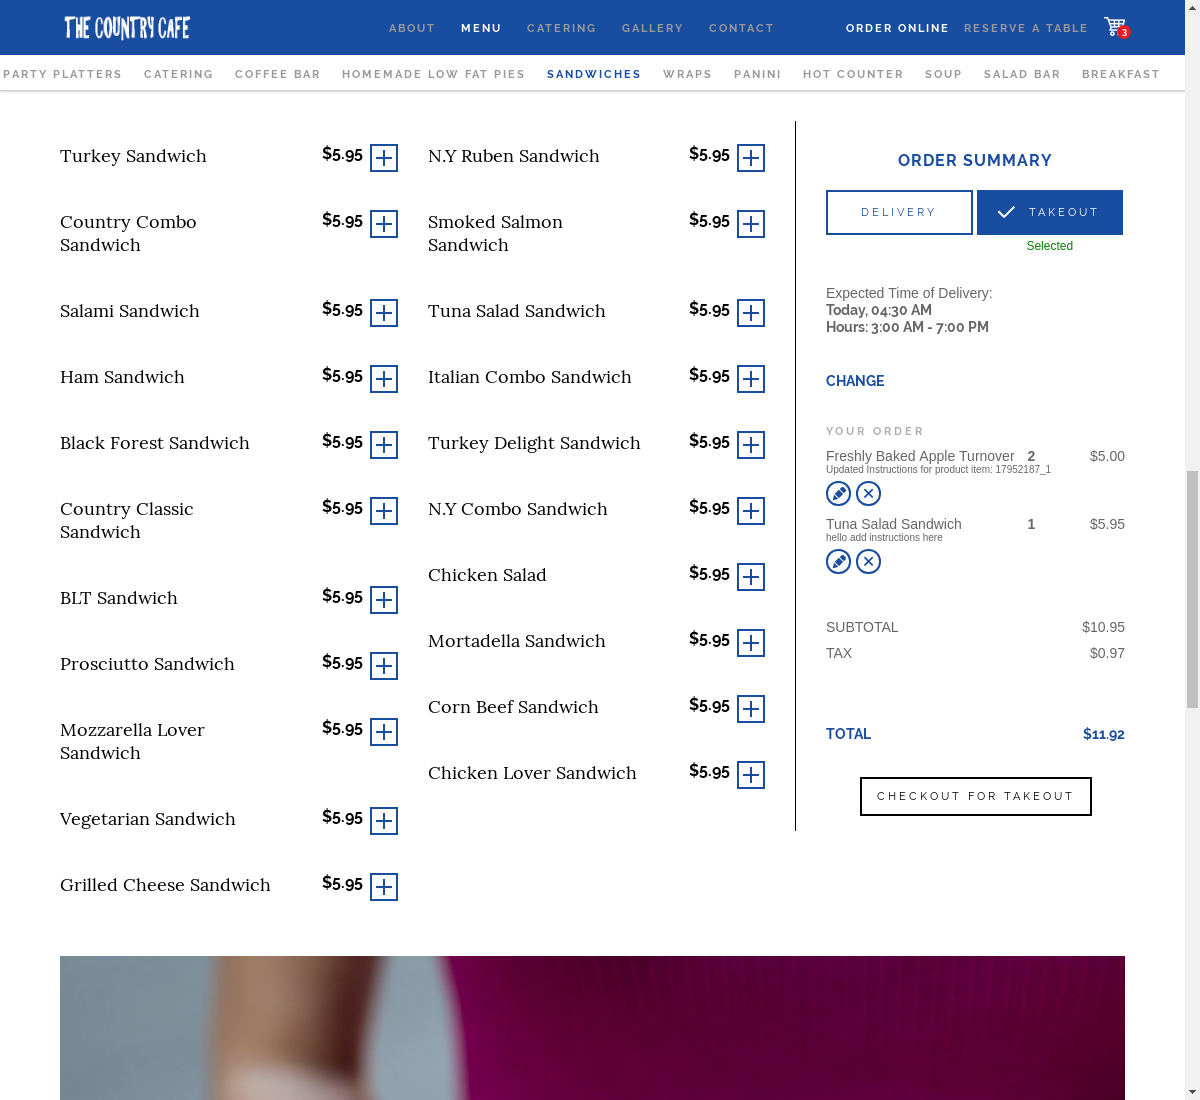 THE COUNTRY CAFE
ABOUT MENU CATERING GALLERY CONTACT ORDER ONLINE RESERVE A TABLE 3
PARTY PLATTERS CATERING COFFEE BAR HOMEMADE LOW FAT PIES SANDWICHES WRAPS PANINI HOT COUNTER SOUP SALAD BAR BREAKFAST
Turkey Sandwich $5.95
Country Combo $5.95
Sandwich
Salami Sandwich $5.95
Ham Sandwich $5.95
Black Forest Sandwich $5.95
Country Classic $5.95
Sandwich
BLT Sandwich $5.95
Prosciutto Sandwich $5.95
Mozzarella Lover $5.95
Sandwich
Vegetarian Sandwich $5.95
Grilled Cheese Sandwich $5.95
N.Y Ruben Sandwich $5.95
Smoked Salmon $5.95
Sandwich
Tuna Salad Sandwich $5.95
Italian Combo Sandwich $5.95
Turkey Delight Sandwich $5.95
N.Y Combo Sandwich $5.95
Chicken Salad $5.95
Mortadella Sandwich $5.95
Corn Beef Sandwich $5.95
Chicken Lover Sandwich $5.95
ORDER SUMMARY
DELIVERY TAKEOUT
Selected
Expected Time of Delivery:
Today, 04:30 AM
Hours: 3:00 AM - 7:00 PM
CHANGE
YOUR ORDER
Freshly Baked Apple Turnover 2 $5.00
Updated Instructions for product item: 17952187_1
Tuna Salad Sandwich 1 $5.95
hello add instructions here
SUBTOTAL $10.95
TAX $0.97
TOTAL $11.92
CHECKOUT FOR TAKEOUT